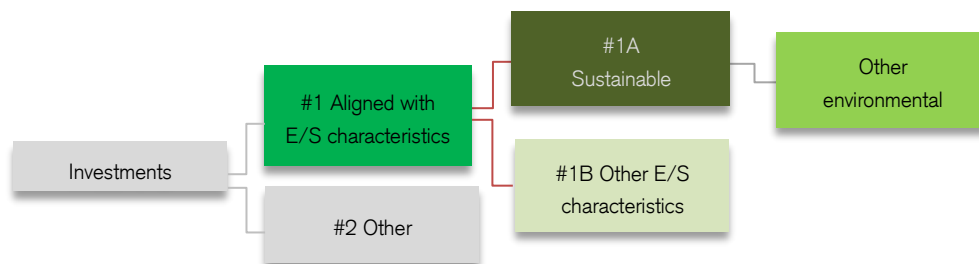 Investments
#1 Aligned with
E/S characteristics
#2 Other
#1A
Sustainable
#1B Other E/S
characteristics
Other
environmental